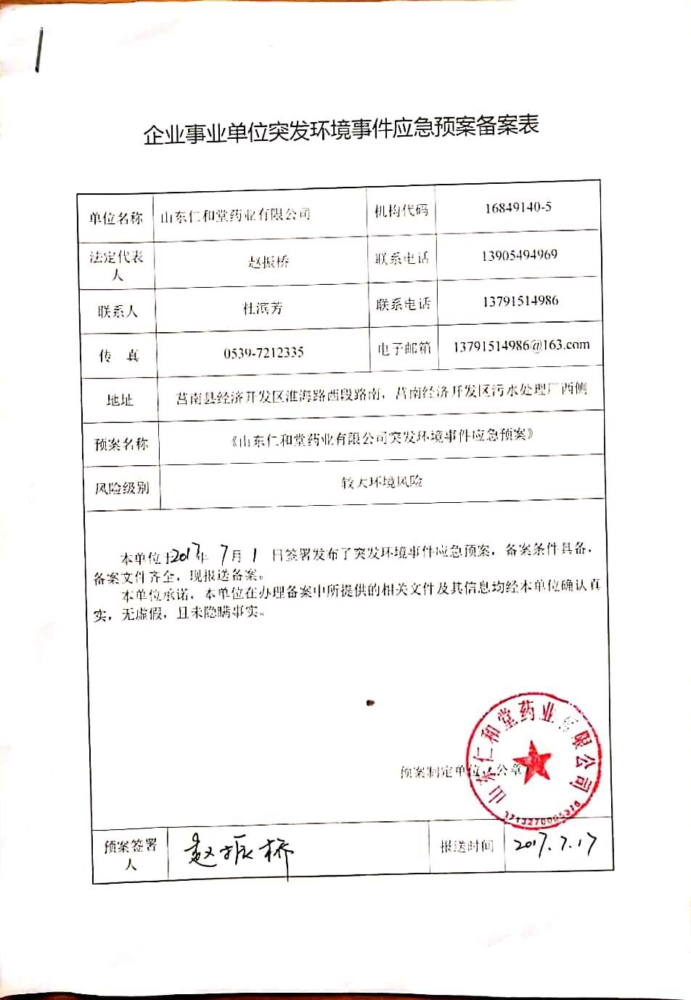 企业事业单位突发环境事件应急预案备案表
单位名称 山东仁和堂药业有限公司 机构代码 16849140-5
法定代表人 赵振桥 联系电话 13905494969
联系人 杜滨芳 联系电话 13791514986
传 真 0539-7212335 电子邮箱 13791514986@163.com
地址 莒南县经济开发区淮海路西段路南，莒南经济开发区污水处理厂西侧
预案名称 《山东仁和堂药业有限公司突发环境事件应急预案》
风险级别 较大环境风险
本单位于2017年7月1日签署发布了突发环境事件应急预案，备案条件具备，
备案文件齐全，现报送备案。
本单位承诺，本单位在办理备案中所提供的相关文件及其信息均经本单位确认真
实，无虚假，且未隐瞒事实。
山东仁和堂药业有限公司
预案制定单位（公章
预案签署人 赵振桥 报送时间 2017.7.17